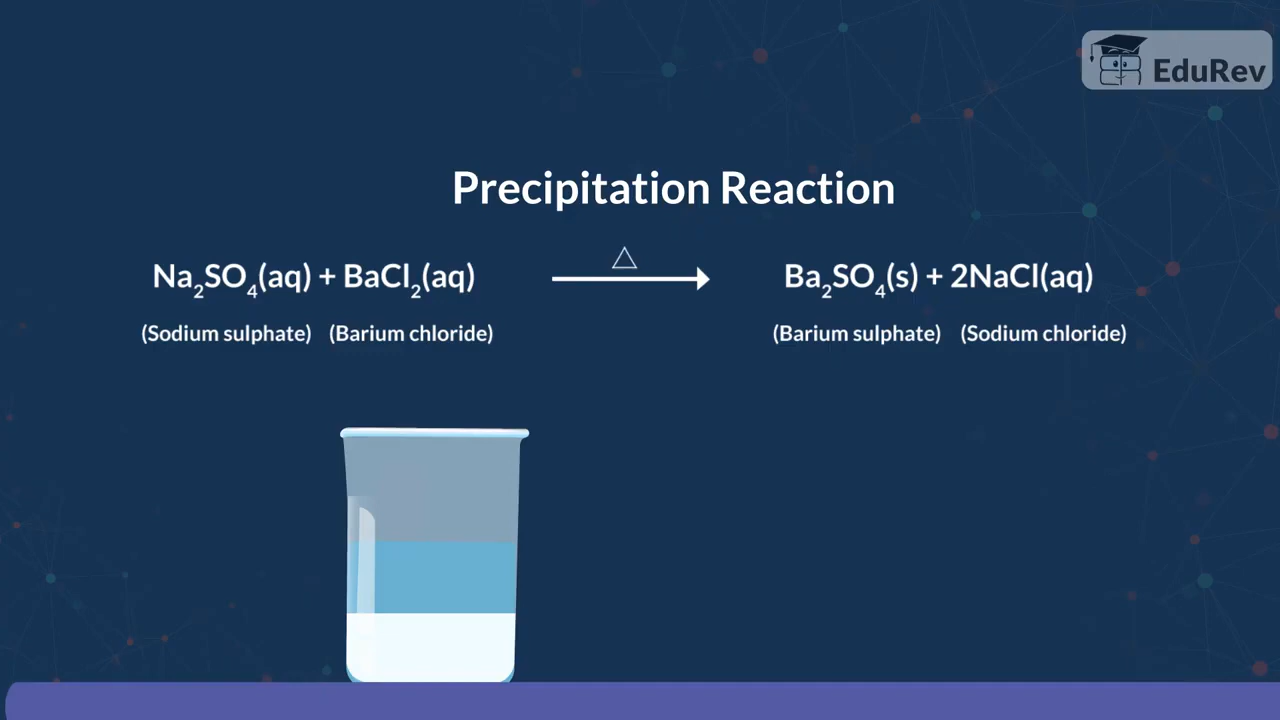 EduRev
Precipitation Reaction
Na₂SO₄(aq) + BaCl₂(aq) △ Ba₂SO₄(s) + 2NaCl(aq)
(Sodium sulphate) (Barium chloride) (Barium sulphate) (Sodium chloride)